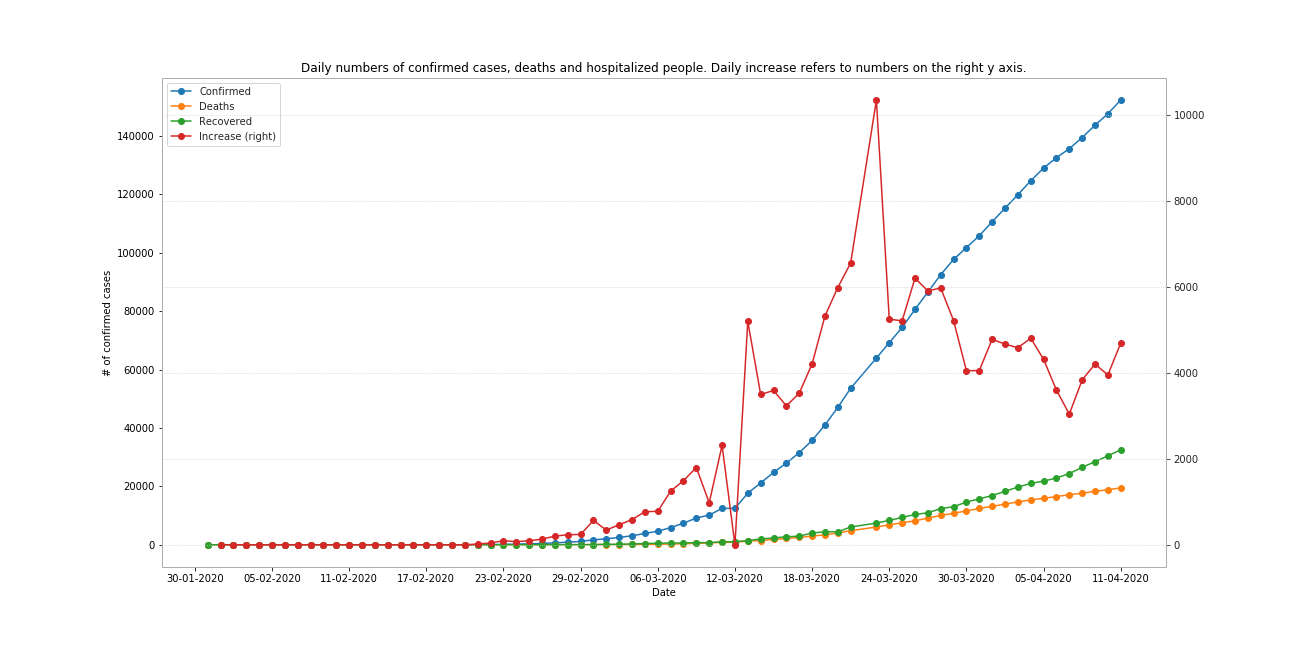 Daily numbers of confirmed cases, deaths and hospitalized people. Daily increase refers to numbers on the right y axis.
Confirmed
Deaths
Recovered
Increase (right)
140000
120000
100000
80000
60000
40000
20000
0
# of confirmed cases
10000
8000
6000
4000
2000
0
30-01-2020 05-02-2020 11-02-2020 17-02-2020 23-02-2020 29-02-2020 06-03-2020 12-03-2020 18-03-2020 24-03-2020 30-03-2020 05-04-2020 11-04-2020
Date